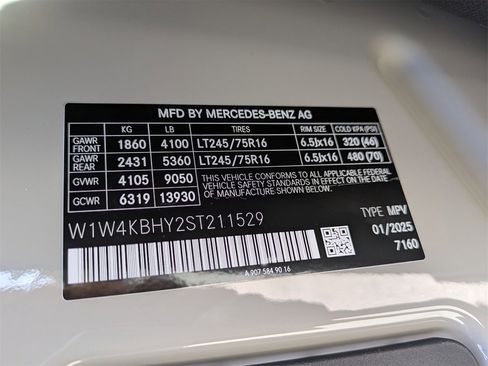 MFD BY MERCEDES-BENZ AG
KG LB TIRES RIM SIZE COLD KPA (PSI)
GAWR FRONT 1860 4100 LT245/75R16 6.5Jx16 320 (46)
GAWR REAR 2431 5360 LT245/75R16 6.5Jx16 480 (70)
GVWR 4105 9050 THIS VEHICLE CONFORMS TO ALL APPLICABLE FEDERAL MOTOR
VEHICLE SAFETY STANDARDS IN EFFECT ON THE DATE OF
GCWR 6319 13930 MANUFACTURE SHOWN
W1W4KBHY2ST211529 TYPE MPV
01/2025
7160
A 907 584 90 16